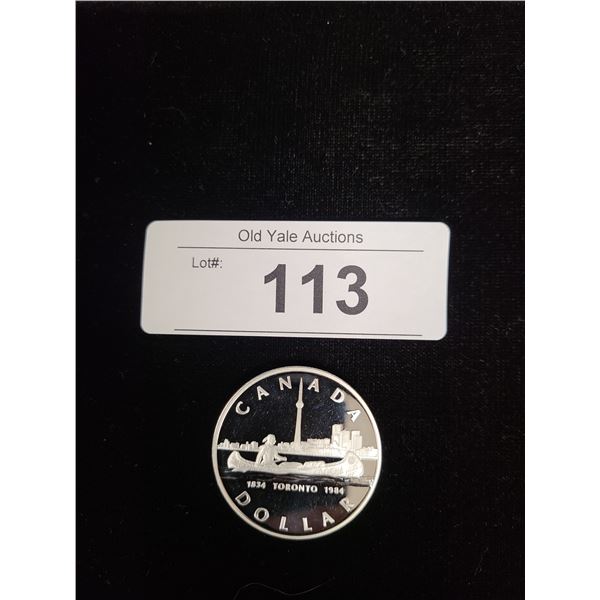 Old Yale Auctions
Lot#:
113
CANADA
1834 TORONTO 1984
DOLLAR